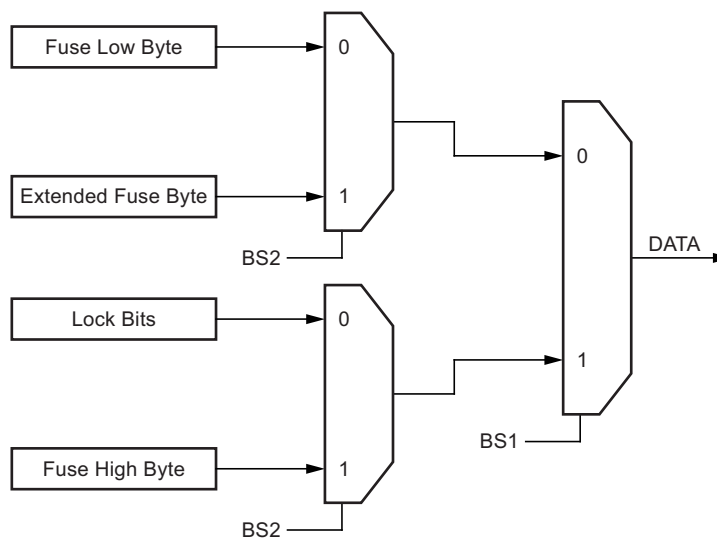 Fuse Low Byte
0
Extended Fuse Byte
1
BS2
0
DATA
Lock Bits
0
1
Fuse High Byte
1
BS1
BS2